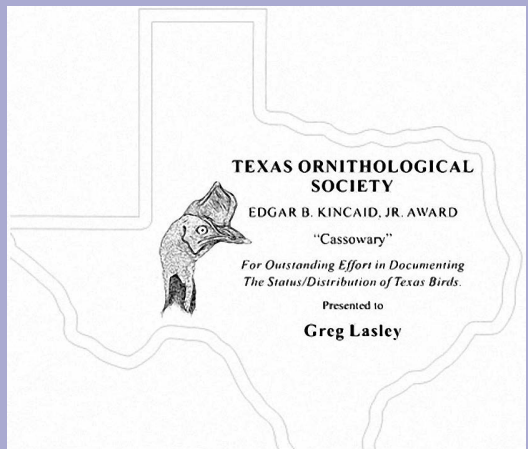 TEXAS ORNITHOLOGICAL
SOCIETY
EDGAR B. KINCAID, JR. AWARD
"Cassowary"
For Outstanding Effort in Documenting
The Status/Distribution of Texas Birds.
Presented to
Greg Lasley